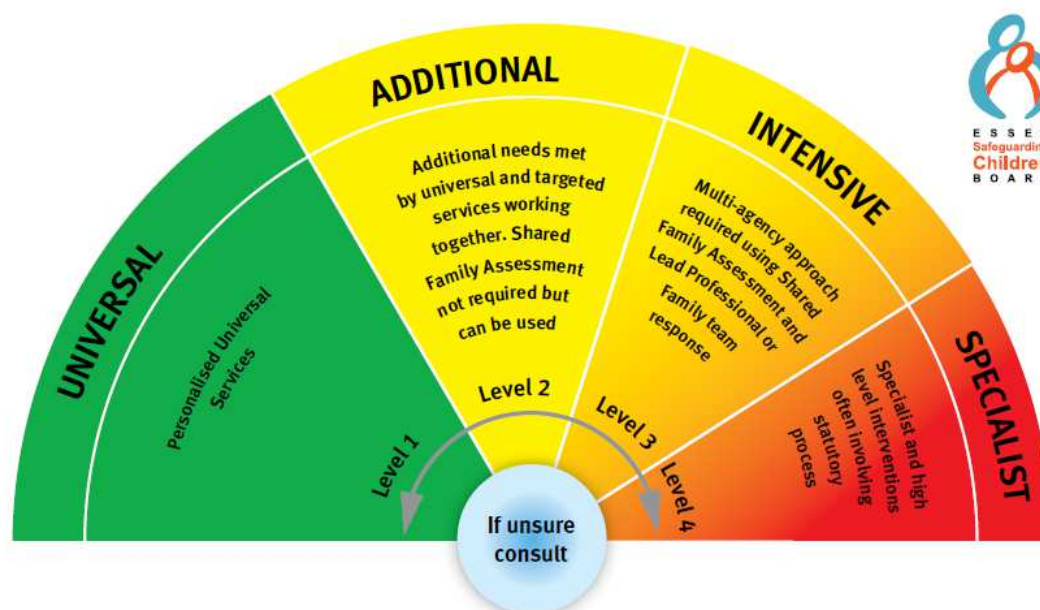 UNIVERSAL
Personalised Universal
Services
Level 1
ADDITIONAL
Additional needs met
by universal and targeted
services working
together. Shared
Family Assessment
not required but
can be used
Level 2
INTENSIVE
Multi-agency approach
required using Shared
Family Assessment and
Lead Professional or
Family team
response
Level 3
SPECIALIST
Specialist and high
level interventions
often involving
statutory
process
Level 4
If unsure
consult
ESSE
Safeguardin
Childre
BOAR